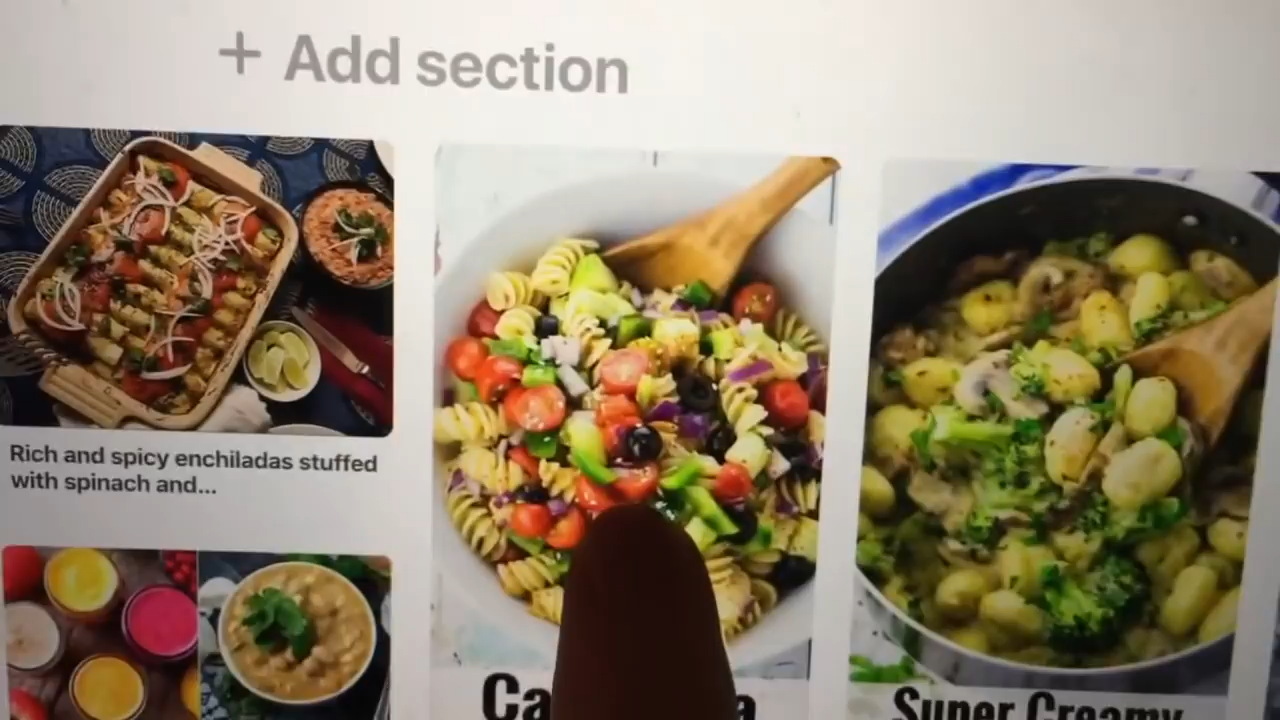 + Add section
Rich and spicy enchiladas stuffed
with spinach and...
Super Creamy